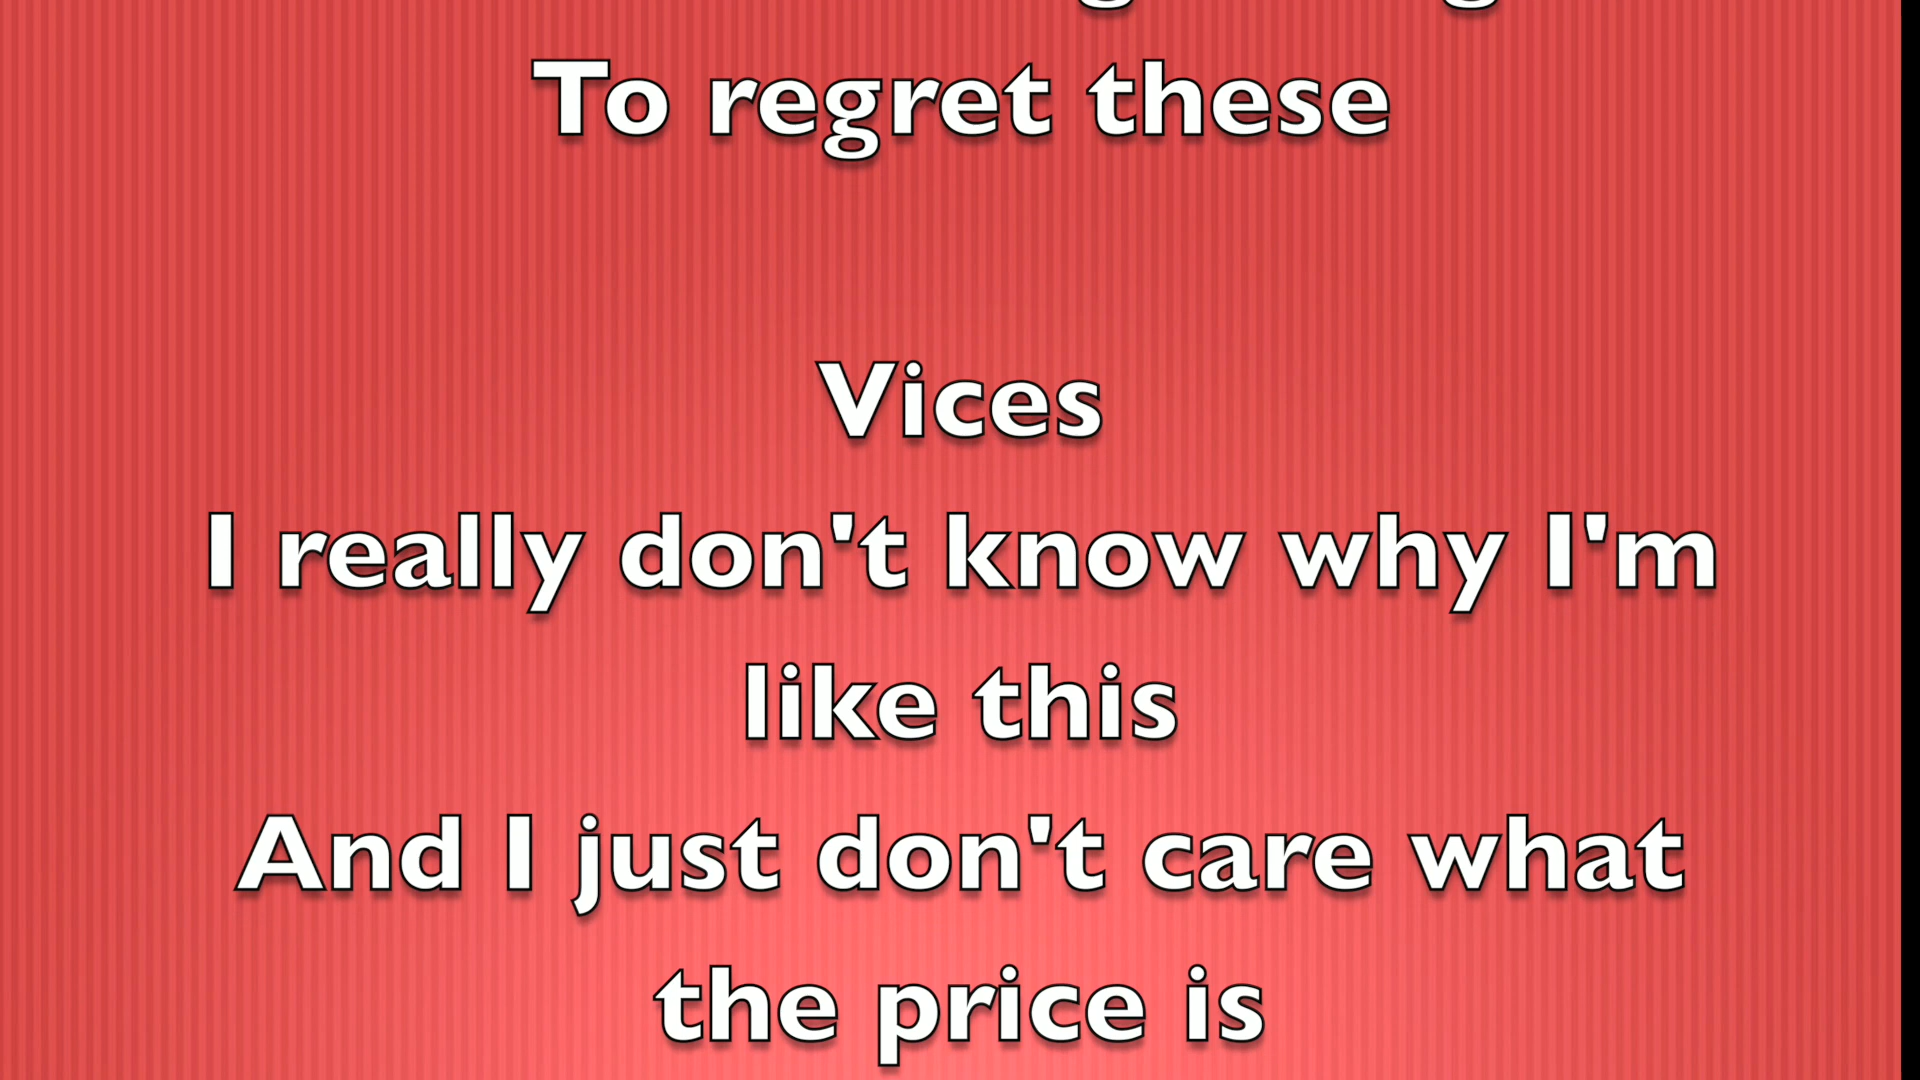 To regret these
Vices
I really don't know why I'm
like this
And I just don't care what
the price is